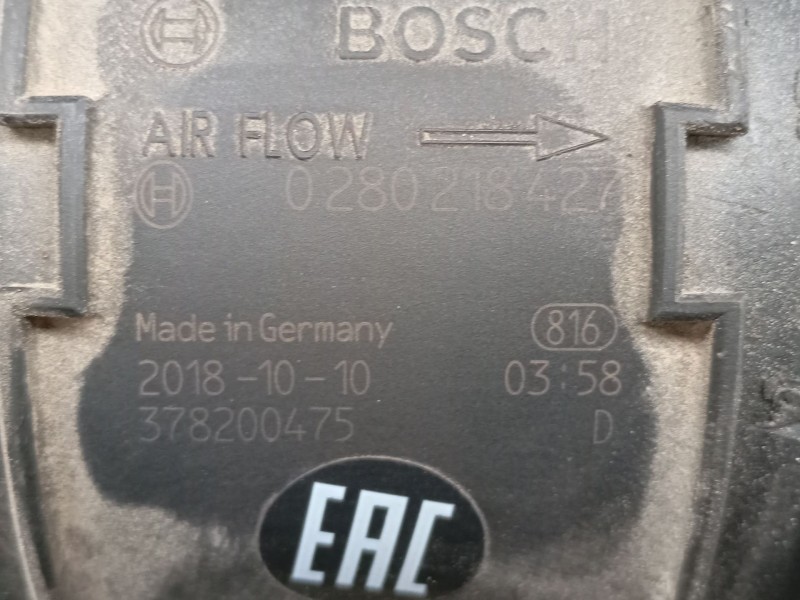 BOSCH
AIR FLOW
0 280 218 427
Made in Germany 816
2018-10-10 03:58
378200475 D
EAC